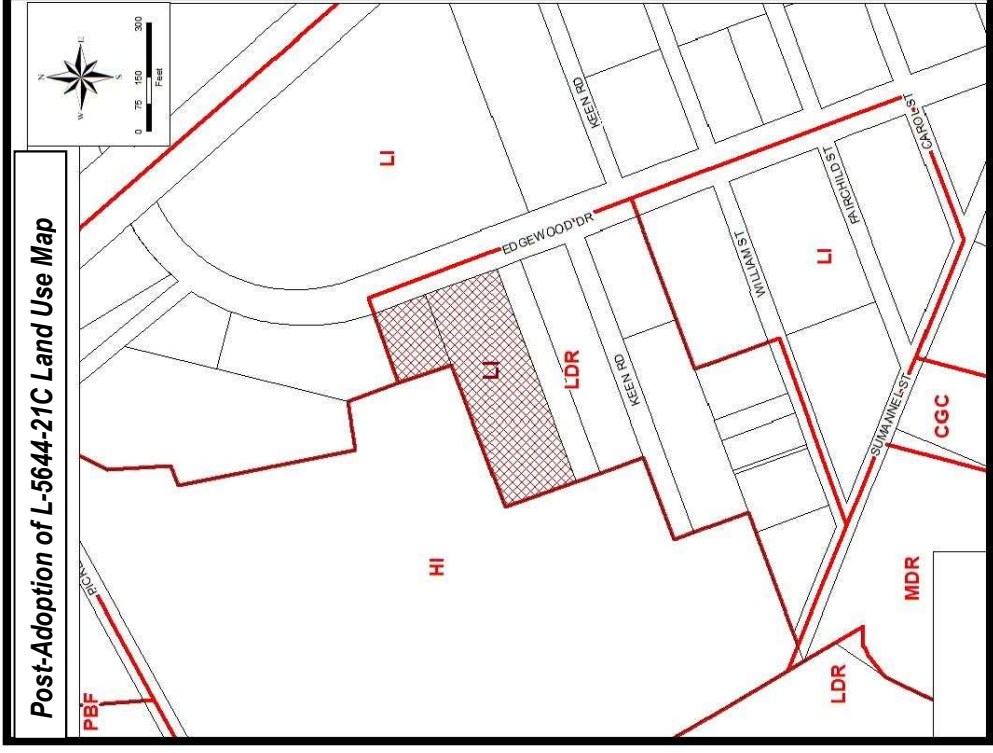 Post-Adoption of L-5644-21C Land Use Map
N
W
E
S
0 75 150 300
Feet
PBF
LI
KEEN RD
EDGEWOOD DR
LI
LDR
KEEN RD
HI
WILLIAM ST
FAIRCHILD ST
CAROL ST
LI
SUMANNEL ST
CGC
MDR
LDR